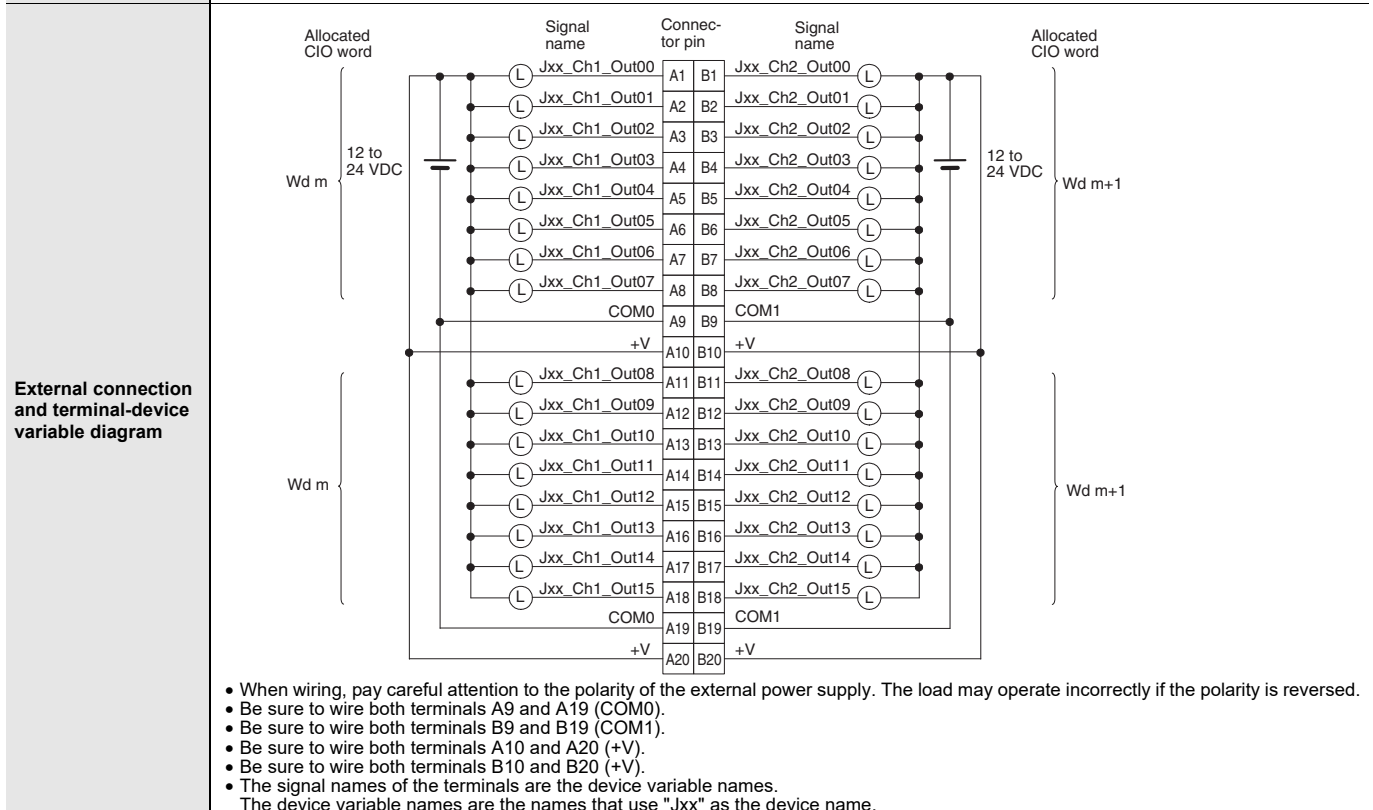 Allocated
CIO word
Signal
name
Connec-
tor pin
Signal
name
Allocated
CIO word
L Jxx_Ch1_Out00 A1 B1 Jxx_Ch2_Out00 L
L Jxx_Ch1_Out01 A2 B2 Jxx_Ch2_Out01 L
L Jxx_Ch1_Out02 A3 B3 Jxx_Ch2_Out02 L
12 to
24 VDC
L Jxx_Ch1_Out03 A4 B4 Jxx_Ch2_Out03 L
12 to
24 VDC
Wd m
L Jxx_Ch1_Out04 A5 B5 Jxx_Ch2_Out04 L
Wd m+1
L Jxx_Ch1_Out05 A6 B6 Jxx_Ch2_Out05 L
L Jxx_Ch1_Out06 A7 B7 Jxx_Ch2_Out06 L
L Jxx_Ch1_Out07 A8 B8 Jxx_Ch2_Out07 L
COM0 A9 B9 COM1
+V A10 B10 +V
External connection
and terminal-device
variable diagram
L Jxx_Ch1_Out08 A11 B11 Jxx_Ch2_Out08 L
L Jxx_Ch1_Out09 A12 B12 Jxx_Ch2_Out09 L
L Jxx_Ch1_Out10 A13 B13 Jxx_Ch2_Out10 L
L Jxx_Ch1_Out11 A14 B14 Jxx_Ch2_Out11 L
Wd m
Wd m+1
L Jxx_Ch1_Out12 A15 B15 Jxx_Ch2_Out12 L
L Jxx_Ch1_Out13 A16 B16 Jxx_Ch2_Out13 L
L Jxx_Ch1_Out14 A17 B17 Jxx_Ch2_Out14 L
L Jxx_Ch1_Out15 A18 B18 Jxx_Ch2_Out15 L
COM0 A19 B19 COM1
+V A20 B20 +V
• When wiring, pay careful attention to the polarity of the external power supply. The load may operate incorrectly if the polarity is reversed.
• Be sure to wire both terminals A9 and A19 (COM0).
• Be sure to wire both terminals B9 and B19 (COM1).
• Be sure to wire both terminals A10 and A20 (+V).
• Be sure to wire both terminals B10 and B20 (+V).
• The signal names of the terminals are the device variable names.
The device variable names are the names that use "Jxx" as the device name.